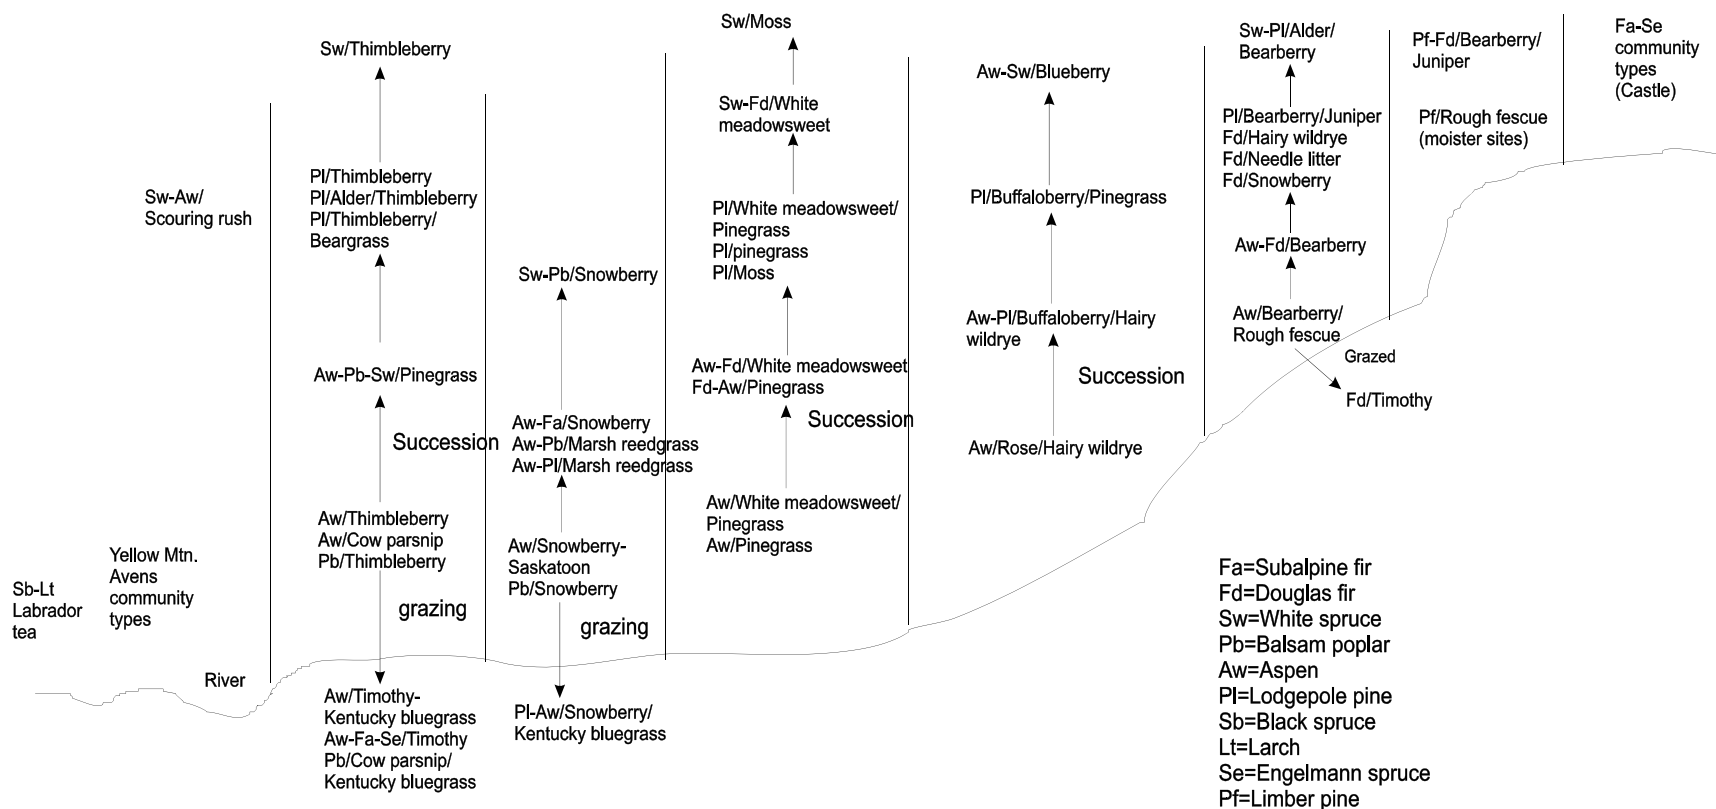 Sb-Lt
Labrador
tea
Yellow Mtn.
Avens
community
types
Sw-Aw/
Scouring rush
River
Sw/Thimbleberry
Pl/Thimbleberry
Pl/Alder/Thimbleberry
Pl/Thimbleberry/
Beargrass
Aw-Pb-Sw/Pinegrass
Succession
Aw/Thimbleberry
Aw/Cow parsnip
Pb/Thimbleberry
grazing
Aw/Timothy-
Kentucky bluegrass
Aw-Fa-Se/Timothy
Pb/Cow parsnip/
Kentucky bluegrass
Sw-Pb/Snowberry
Aw-Fa/Snowberry
Aw-Pb/Marsh reedgrass
Aw-Pl/Marsh reedgrass
Aw/Snowberry-
Saskatoon
Pb/Snowberry
grazing
Pl-Aw/Snowberry/
Kentucky bluegrass
Sw/Moss
Sw-Fd/White
meadowsweet
Pl/White meadowsweet/
Pinegrass
Pl/pinegrass
Pl/Moss
Aw-Fd/White meadowsweet
Fd-Aw/Pinegrass
Succession
Aw/White meadowsweet/
Pinegrass
Aw/Pinegrass
Aw-Sw/Blueberry
Pl/Buffaloberry/Pinegrass
Aw-Pl/Buffaloberry/Hairy
wildrye
Succession
Aw/Rose/Hairy wildrye
Sw-Pl/Alder/
Bearberry
Pl/Bearberry/Juniper
Fd/Hairy wildrye
Fd/Needle litter
Fd/Snowberry
Aw-Fd/Bearberry
Aw/Bearberry/
Rough fescue
Grazed
Fd/Timothy
Pf-Fd/Bearberry/
Juniper
Pf/Rough fescue
(moister sites)
Fa-Se
community
types
(Castle)
Fa=Subalpine fir
Fd=Douglas fir
Sw=White spruce
Pb=Balsam poplar
Aw=Aspen
Pl=Lodgepole pine
Sb=Black spruce
Lt=Larch
Se=Engelmann spruce
Pf=Limber pine